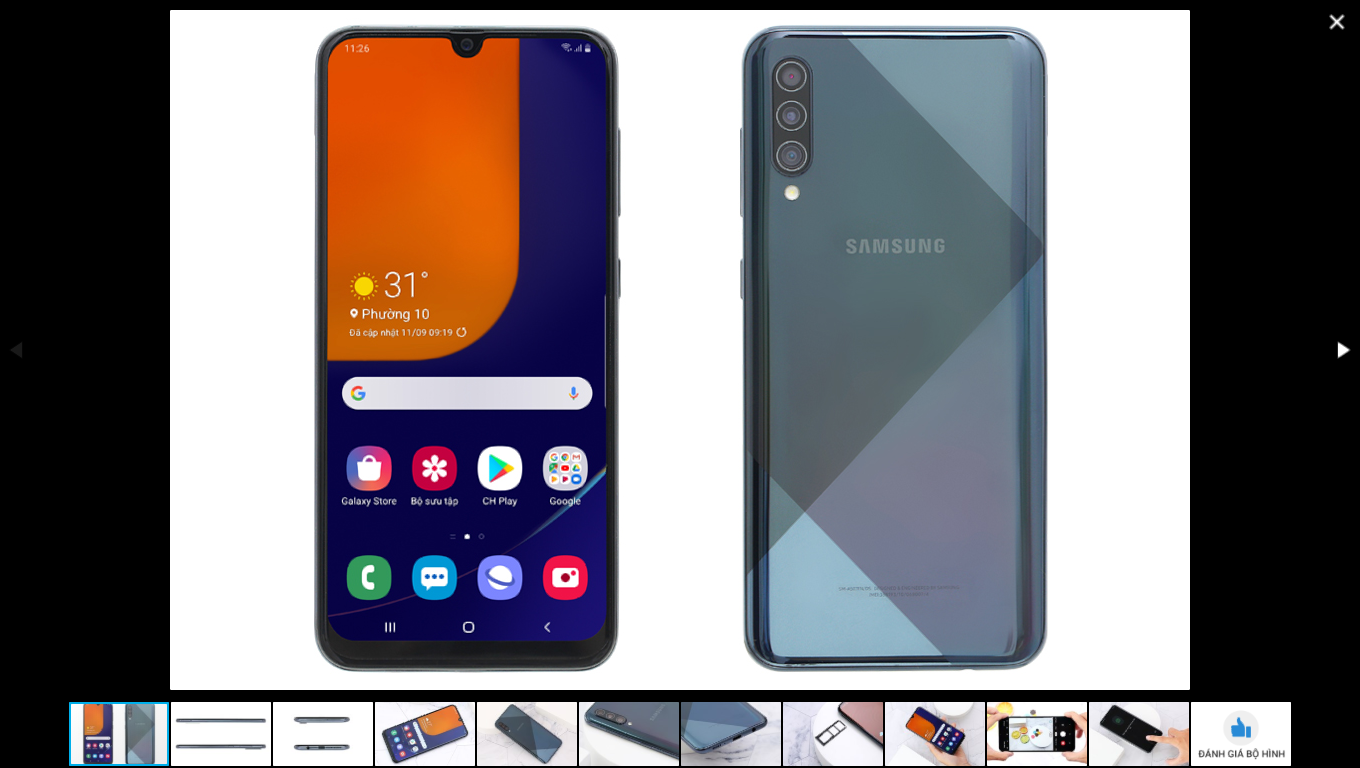 11:26
31°
Phường 10
Đã cập nhật 11/09 09:19
Galaxy Store
Bộ sưu tập
CH Play
Google
SAMSUNG
ĐÁNH GIÁ BỘ HÌNH